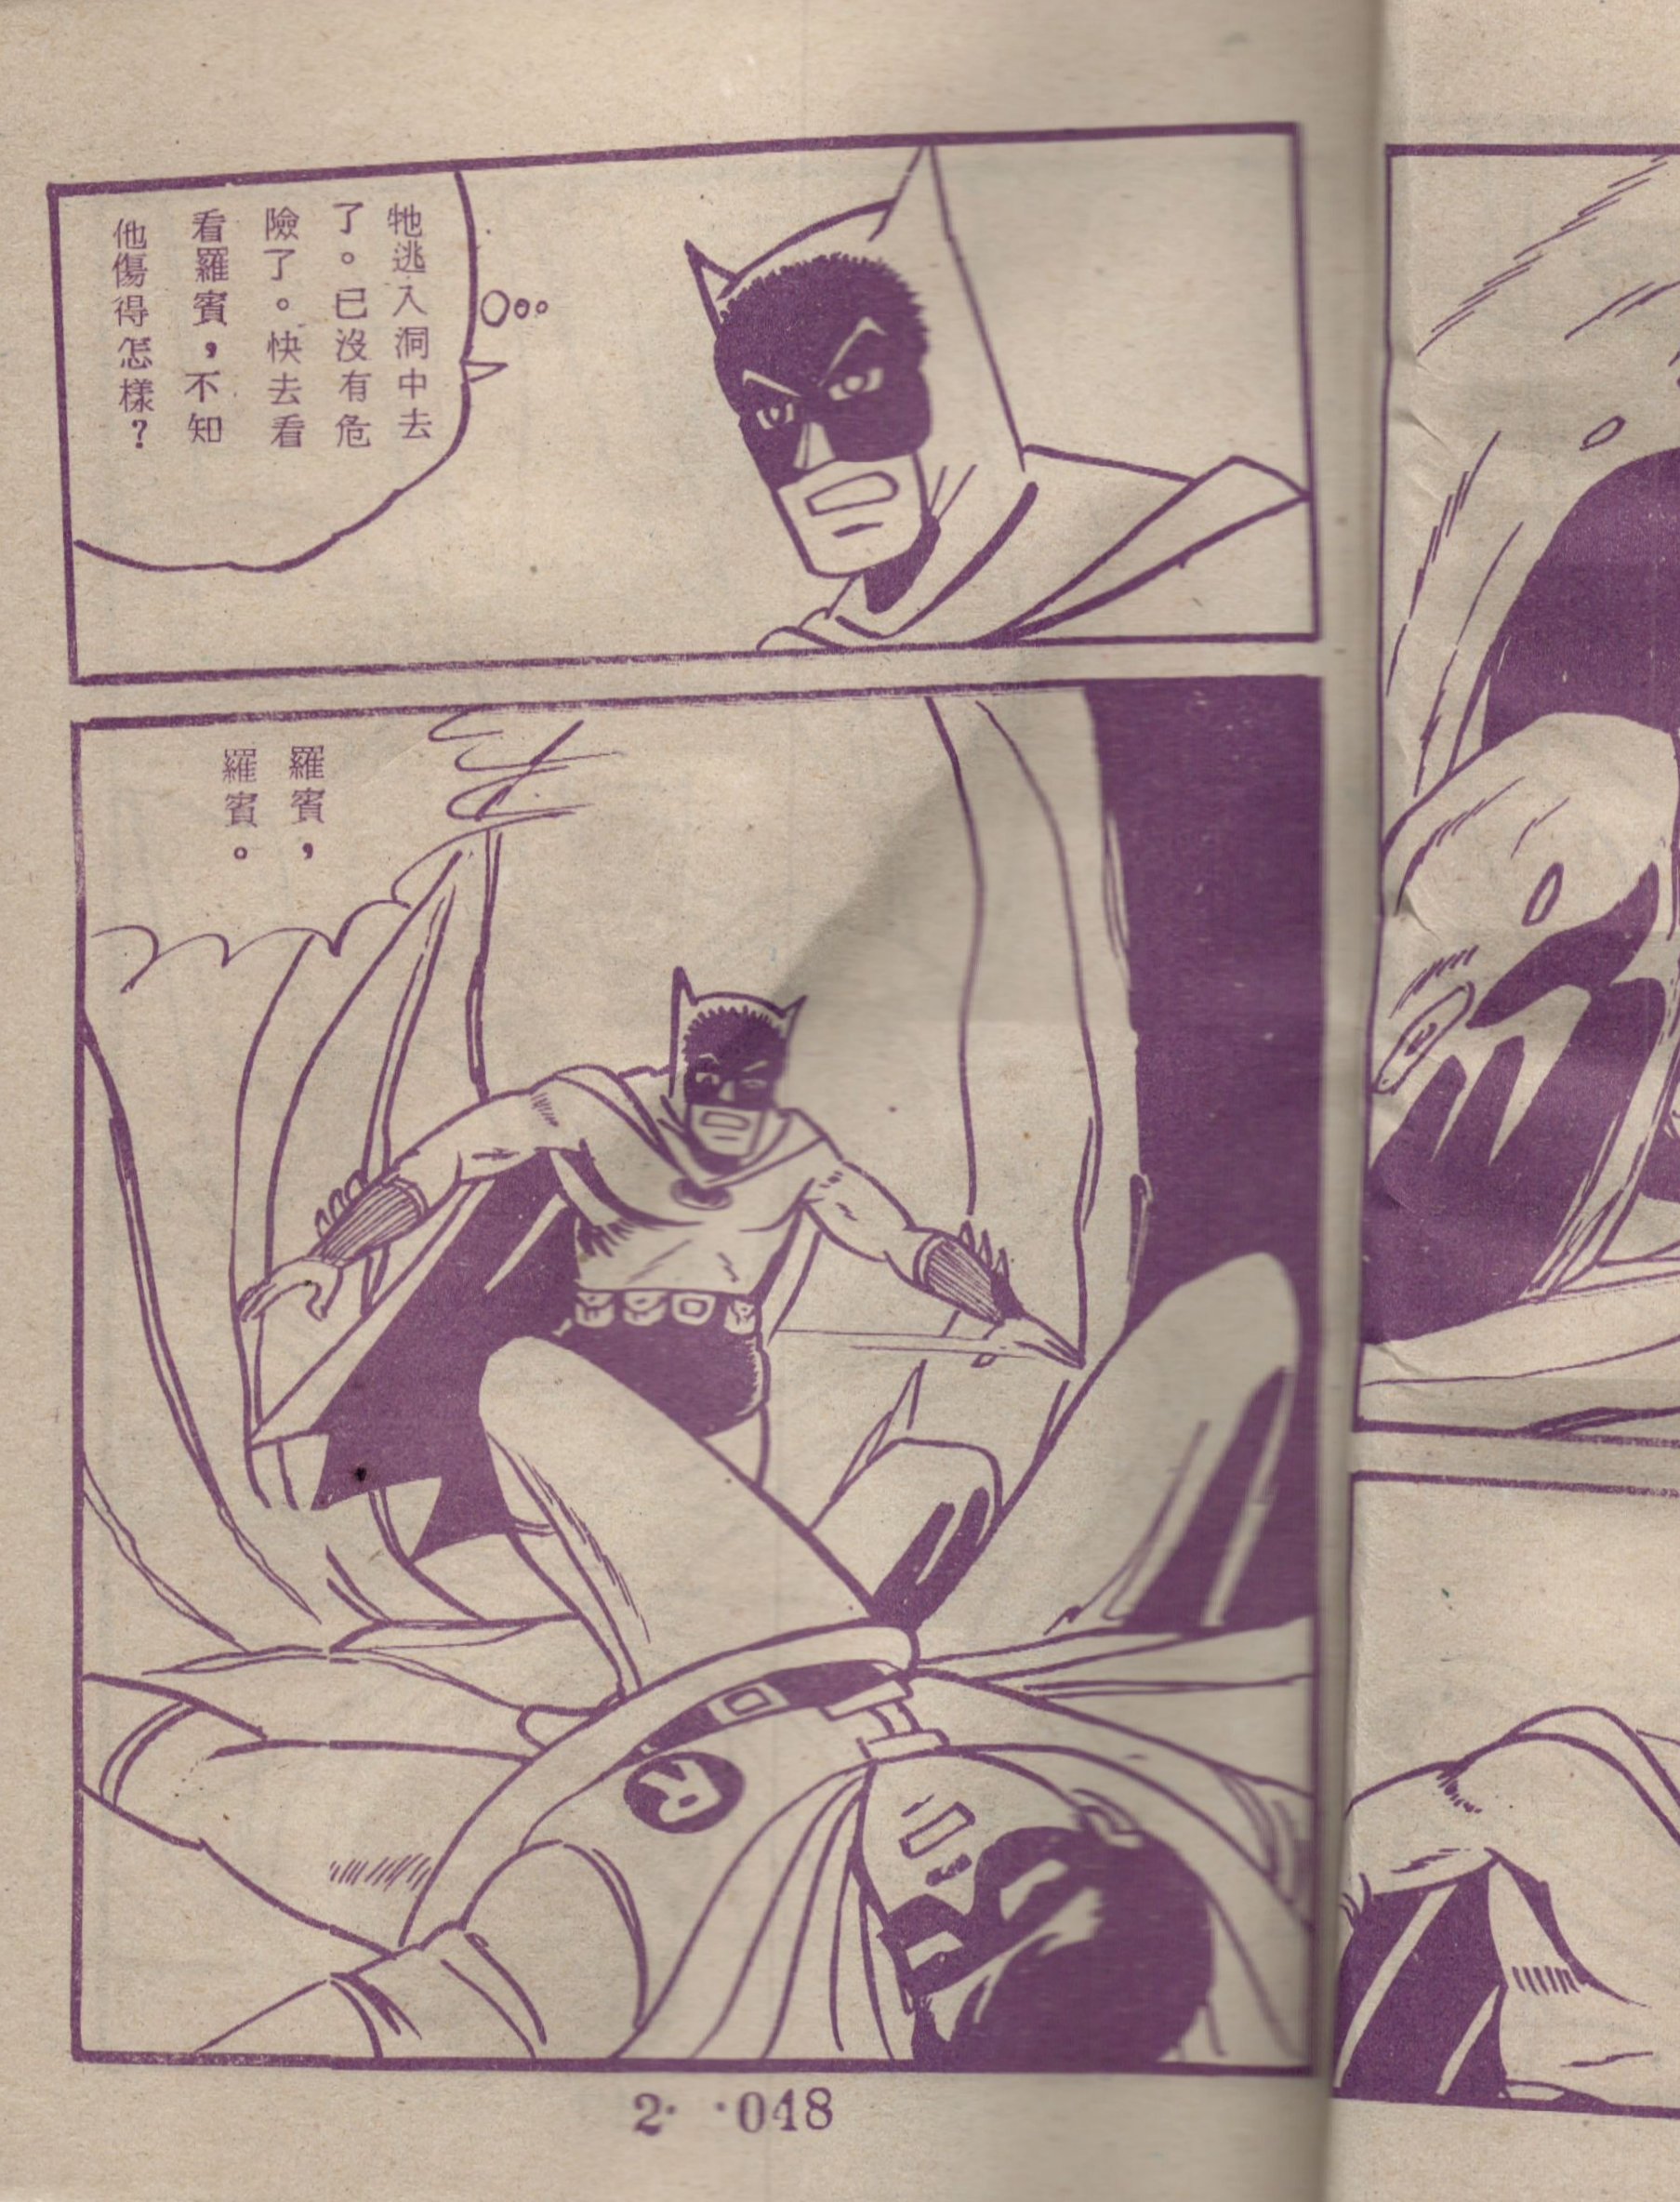 牠逃入洞中去
了。已沒有危
險了。快去看
看羅賓，不知
他傷得怎樣？
羅賓，
羅賓。
R
2· ·048